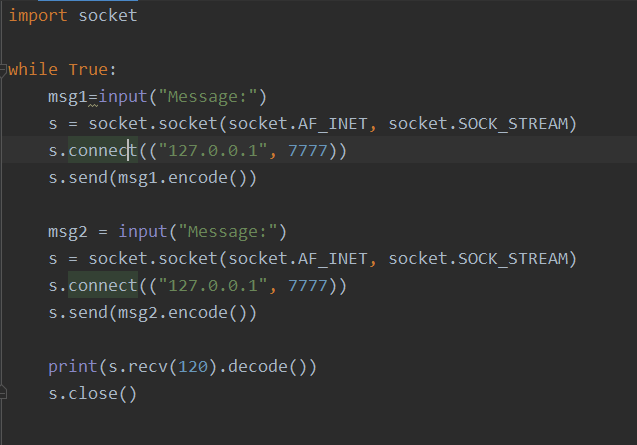 import socket
while True:
    msg1=input("Message:")
    s = socket.socket(socket.AF_INET, socket.SOCK_STREAM)
    s.connect(("127.0.0.1", 7777))
    s.send(msg1.encode())
    msg2 = input("Message:")
    s = socket.socket(socket.AF_INET, socket.SOCK_STREAM)
    s.connect(("127.0.0.1", 7777))
    s.send(msg2.encode())
    print(s.recv(120).decode())
    s.close()